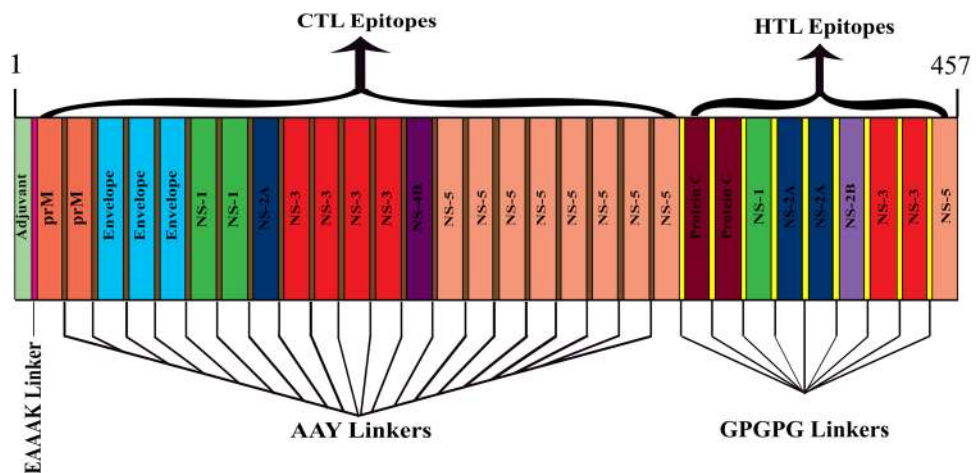 CTL Epitopes
HTL Epitopes
1
457
Adjuvant
prM
prM
Envelope
Envelope
Envelope
NS-1
NS-1
NS-2A
NS-3
NS-3
NS-3
NS-3
NS-4B
NS-5
NS-5
NS-5
NS-5
NS-5
NS-5
NS-5
NS-5
Protein C
Protein C
NS-1
NS-2A
NS-2A
NS-2B
NS-3
NS-3
NS-5
EAAAK Linker
AAY Linkers
GPGPG Linkers